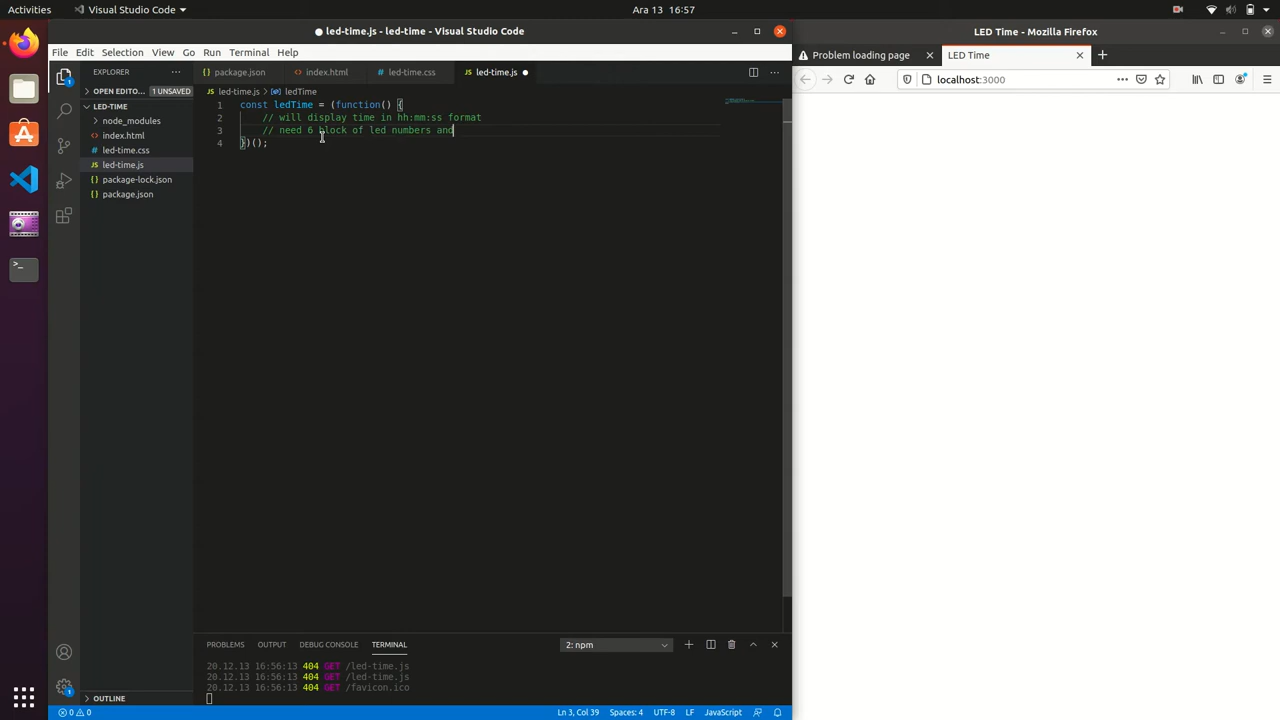 Activities
Visual Studio Code
Ara 13 16:57
led-time.js - led-time - Visual Studio Code
LED Time - Mozilla Firefox
File Edit Selection View Go Run Terminal Help
EXPLORER
package.json
index.html
led-time.css
led-time.js
Problem loading page
LED Time
localhost:3000
OPEN EDITO... 1 UNSAVED
led-time.js > ledTime
LED-TIME
node_modules
index.html
led-time.css
led-time.js
package-lock.json
package.json
1 const ledTime = (function() {
2 // will display time in hh:mm:ss format
3 // need 6 block of led numbers and
4 })();
PROBLEMS OUTPUT DEBUG CONSOLE TERMINAL
2: npm
20.12.13 16:56:13 404 GET /led-time.js
20.12.13 16:56:13 404 GET /led-time.js
20.12.13 16:56:13 404 GET /favicon.ico
OUTLINE
0 0
Ln 3, Col 39 Spaces: 4 UTF-8 LF JavaScript